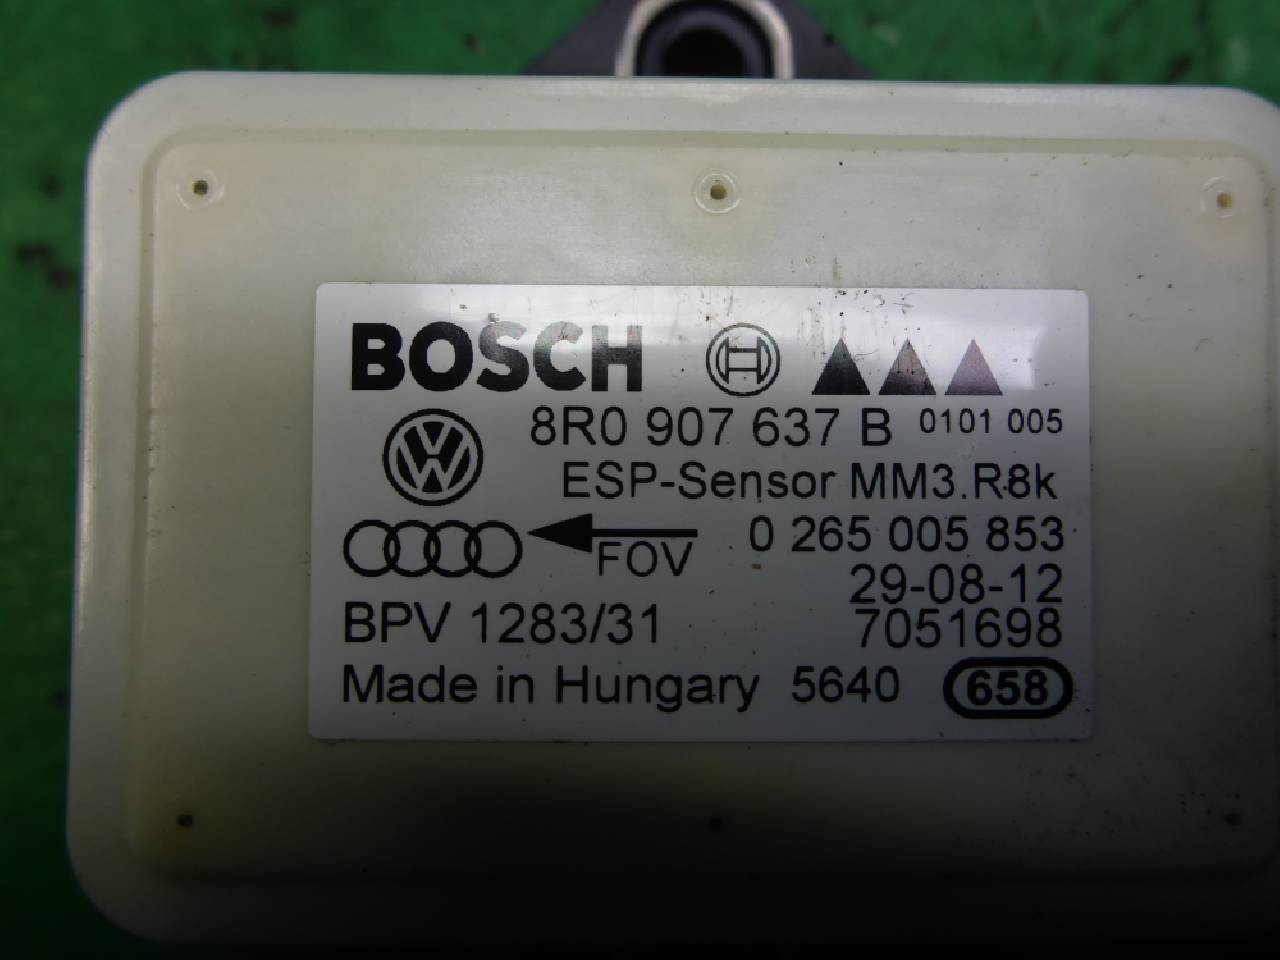 BOSCH
8R0 907 637 B 0101 005
ESP-Sensor MM3.R8k
FOV 0 265 005 853
29-08-12
BPV 1283/31 7051698
Made in Hungary 5640 658